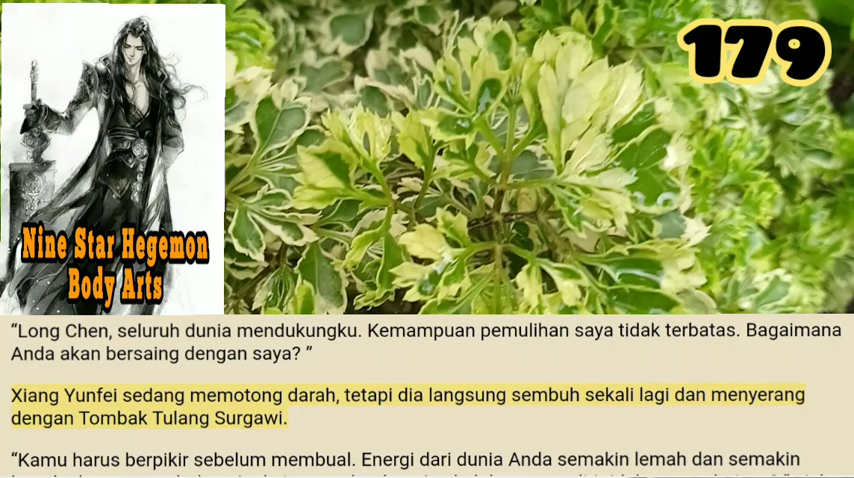 179
Nine Star Hegemon
Body Arts
“Long Chen, seluruh dunia mendukungku. Kemampuan pemulihan saya tidak terbatas. Bagaimana
Anda akan bersaing dengan saya? ”
Xiang Yunfei sedang memotong darah, tetapi dia langsung sembuh sekali lagi dan menyerang
dengan Tombak Tulang Surgawi.
“Kamu harus berpikir sebelum membual. Energi dari dunia Anda semakin lemah dan semakin